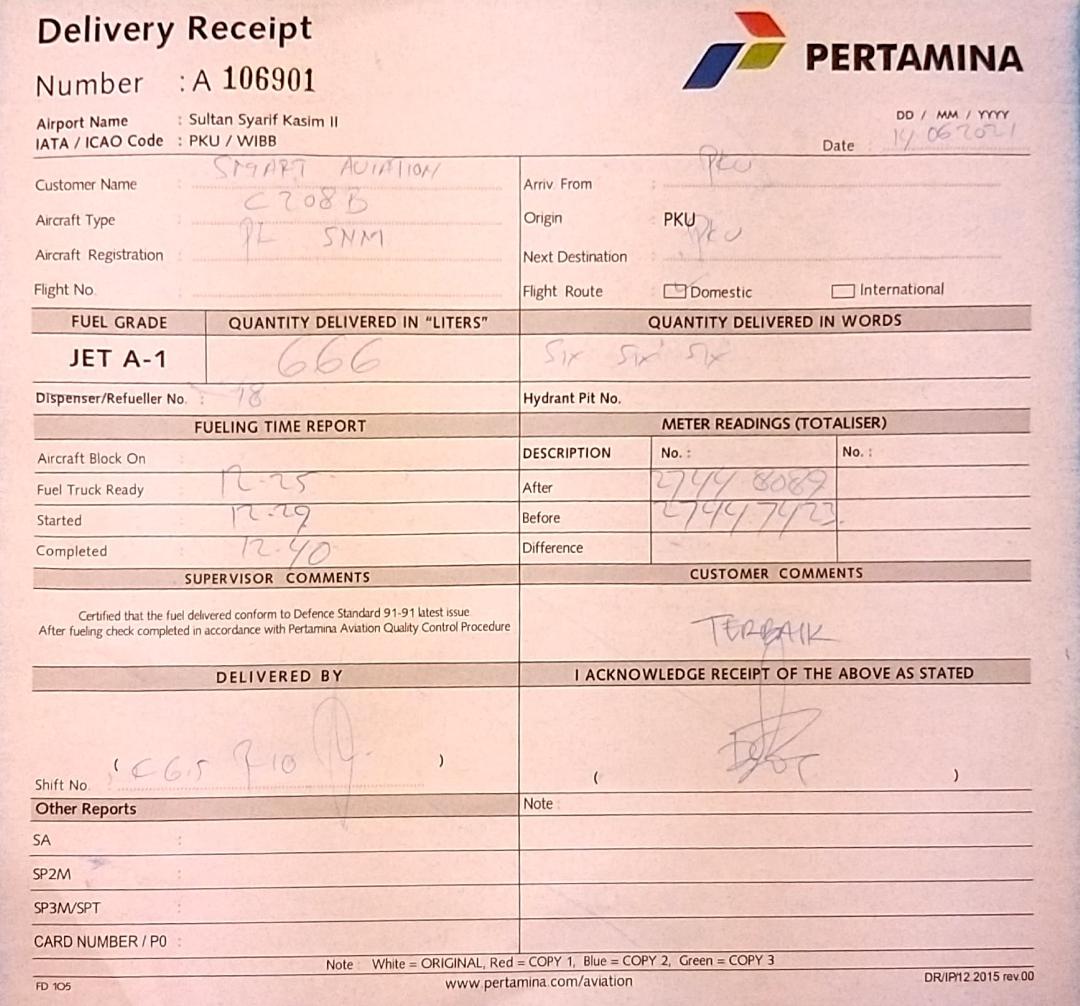 Delivery Receipt
PERTAMINA
Number : A 106901
Airport Name : Sultan Syarif Kasim II
IATA / ICAO Code : PKU / WIBB
DD / MM / YYYY
Date : 14 06 2021
Customer Name : SMART AVIATION
Arriv. From : PKU
Aircraft Type : C208B
Origin PKU
Aircraft Registration : PK SNM
Next Destination : PKU
Flight No. :
Flight Route : Domestic International
FUEL GRADE QUANTITY DELIVERED IN "LITERS" QUANTITY DELIVERED IN WORDS
JET A-1 666 SIX SIX SIX
Dispenser/Refueller No. : 18 Hydrant Pit No.
FUELING TIME REPORT METER READINGS (TOTALISER)
Aircraft Block On : DESCRIPTION No. : No. :
Fuel Truck Ready : 12-25 After 27448089
Started : 12-29 Before 27447423
Completed : 12-40 Difference
SUPERVISOR COMMENTS CUSTOMER COMMENTS
Certified that the fuel delivered conform to Defence Standard 91-91 latest issue.
After fueling check completed in accordance with Pertamina Aviation Quality Control Procedure
TERBAIK
DELIVERED BY I ACKNOWLEDGE RECEIPT OF THE ABOVE AS STATED
( ) ( )
Shift No. :
Other Reports Note :
SA :
SP2M :
SP3M/SPT :
CARD NUMBER / PO :
Note : White = ORIGINAL, Red = COPY 1, Blue = COPY 2, Green = COPY 3
FD 105 www.pertamina.com/aviation DR/IP/12.2015 rev.00